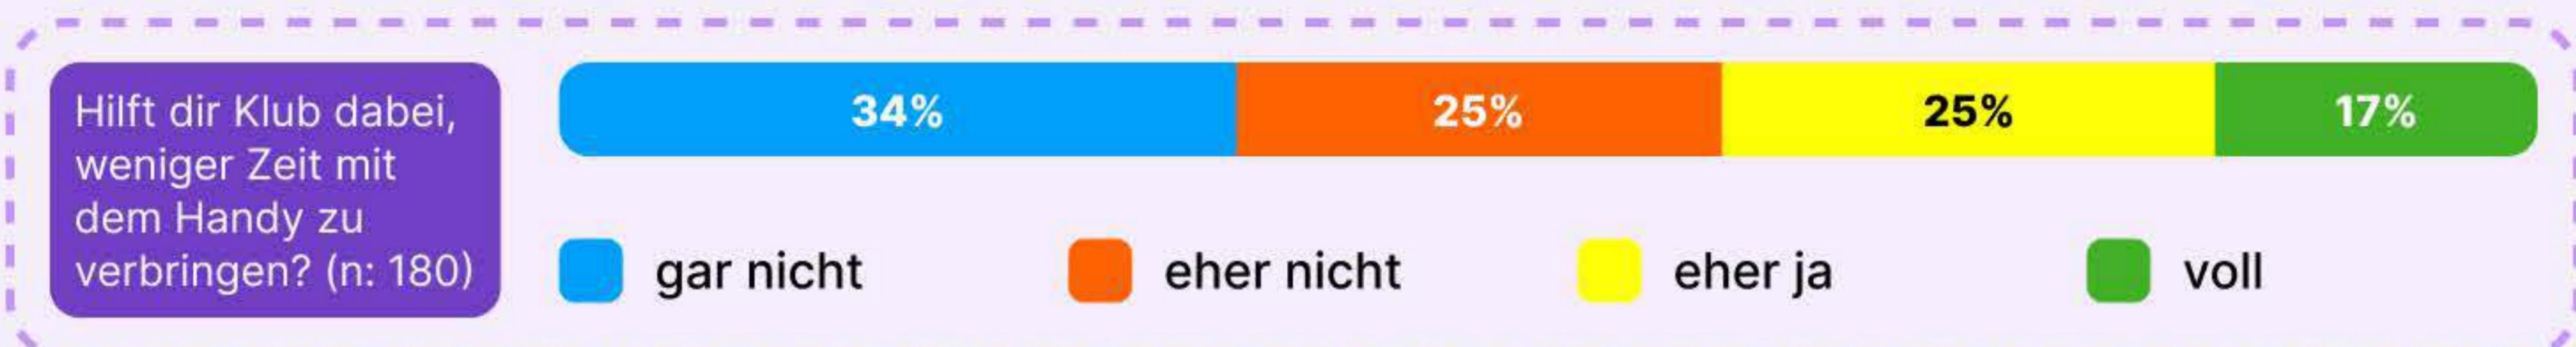 Hilft dir Klub dabei,
weniger Zeit mit
dem Handy zu
verbringen? (n: 180)
34% 25% 25% 17%
gar nicht eher nicht eher ja voll